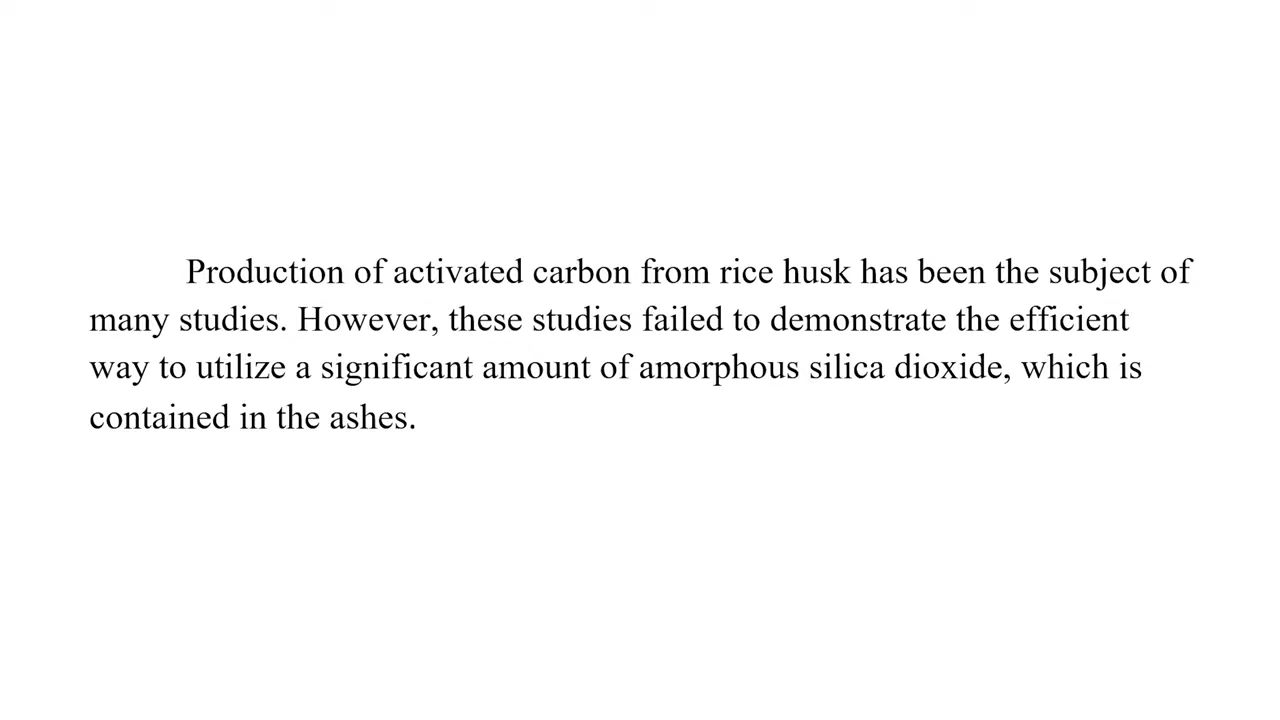 Production of activated carbon from rice husk has been the subject of
many studies. However, these studies failed to demonstrate the efficient
way to utilize a significant amount of amorphous silica dioxide, which is
contained in the ashes.